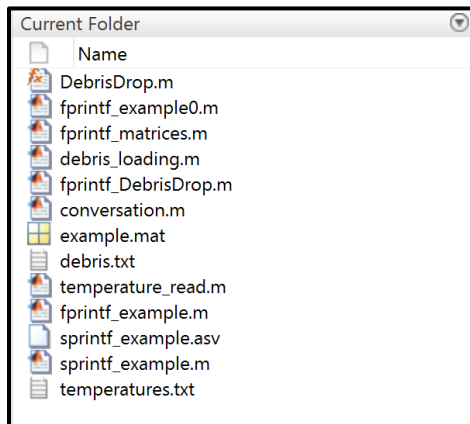 Current Folder
Name
DebrisDrop.m
fprintf_example0.m
fprintf_matrices.m
debris_loading.m
fprintf_DebrisDrop.m
conversation.m
example.mat
debris.txt
temperature_read.m
fprintf_example.m
sprintf_example.asv
sprintf_example.m
temperatures.txt